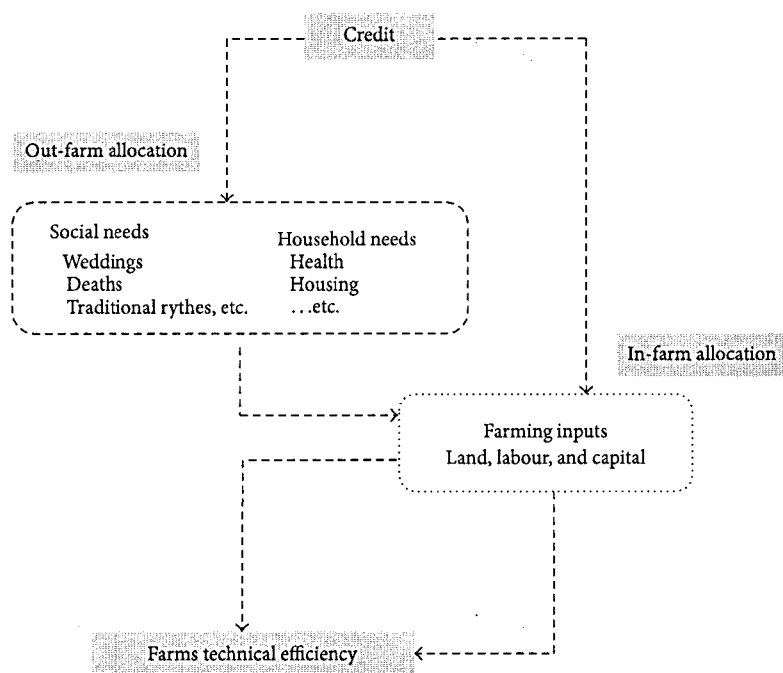 Credit
Out-farm allocation
Social needs
Weddings
Deaths
Traditional rythes, etc.
Household needs
Health
Housing
...etc.
In-farm allocation
Farming inputs
Land, labour, and capital
Farms technical efficiency